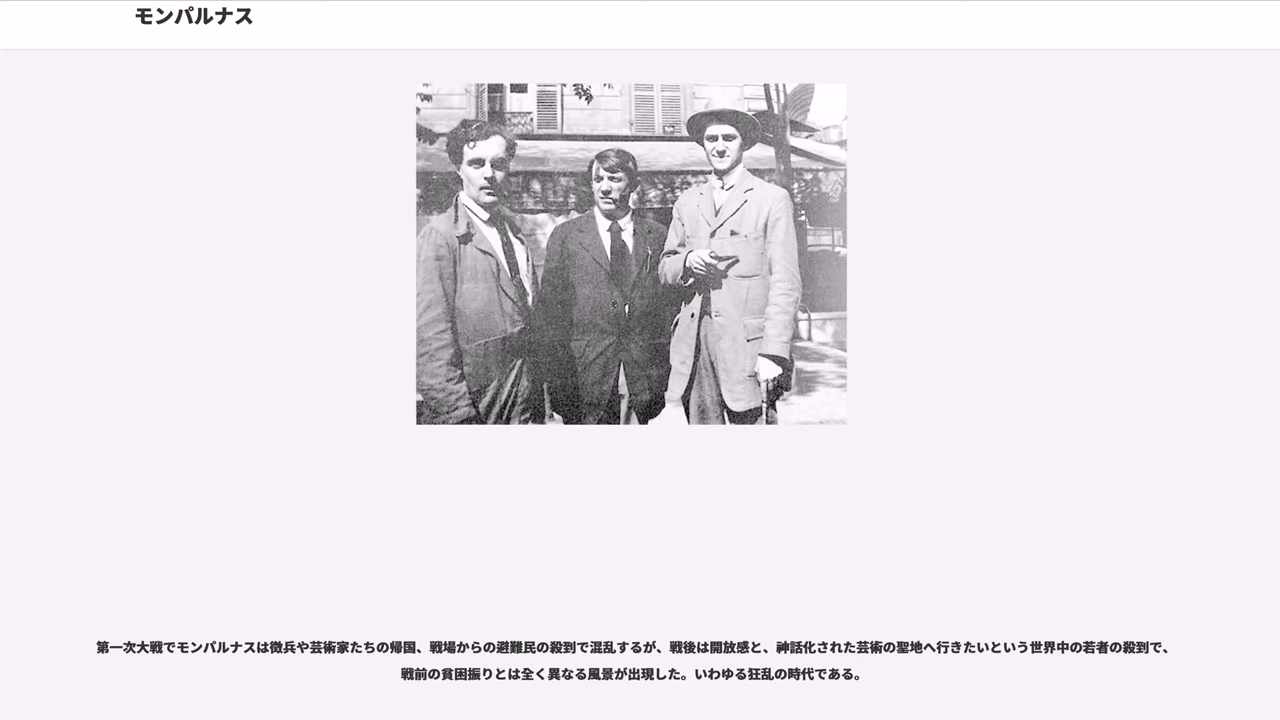 モンパルナス
第一次大戦でモンパルナスは徴兵や芸術家たちの帰国、戦場からの避難民の殺到で混乱するが、戦後は開放感と、神話化された芸術の聖地へ行きたいという世界中の若者の殺到で、
戦前の貧困振りとは全く異なる風景が出現した。いわゆる狂乱の時代である。